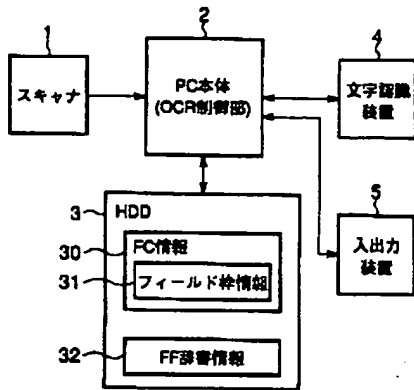 1
スキャナ
2
PC本体
(OCR制御部)
4
文字認識
装置
5
入出力
装置
3
HDD
30
FC情報
31
フィールド枠情報
32
FF辞書情報